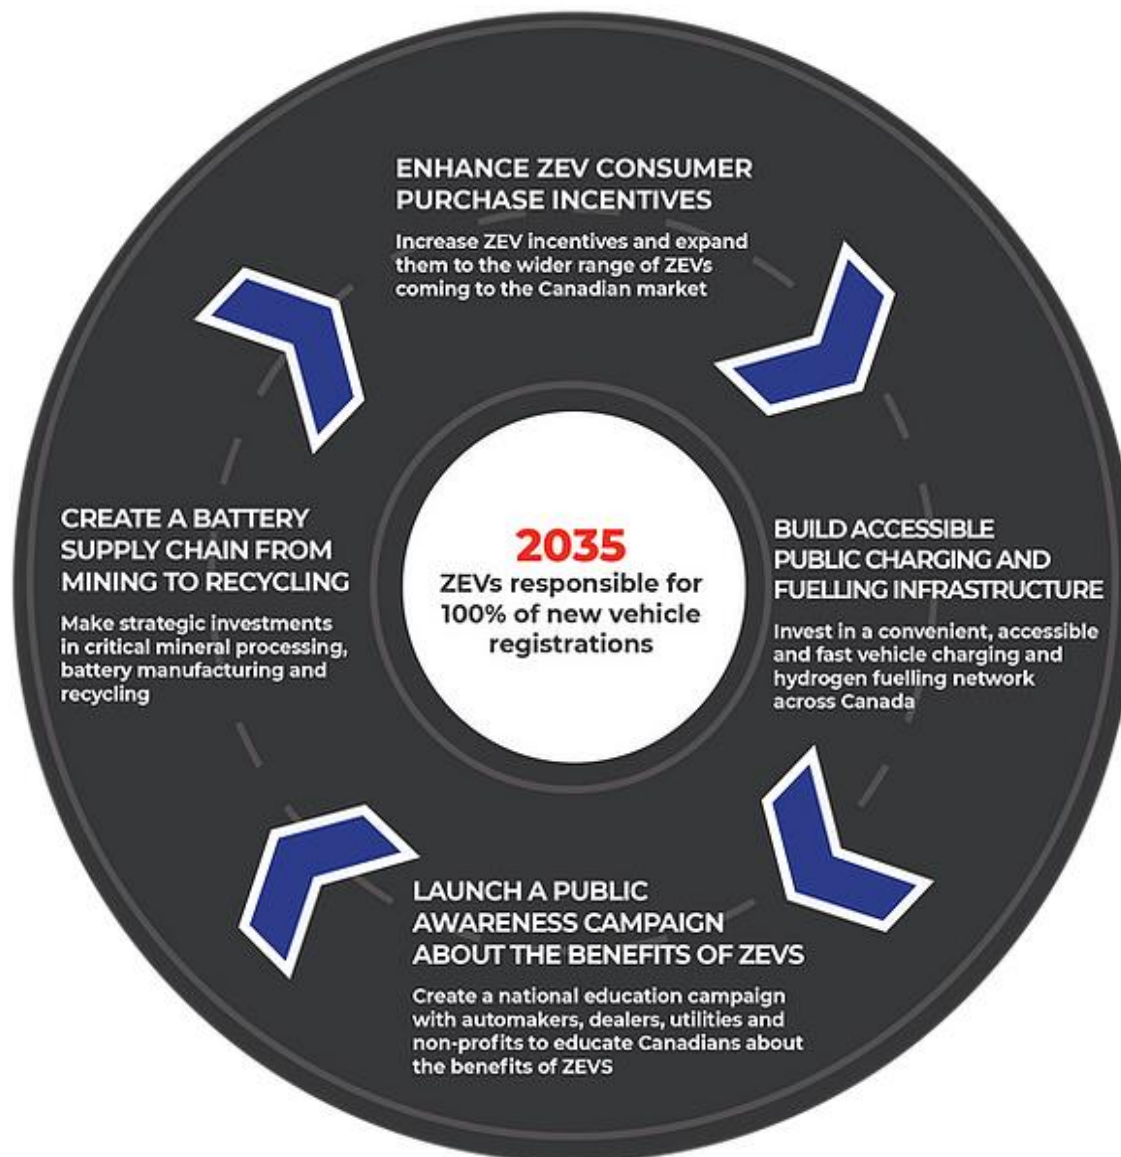 ENHANCE ZEV CONSUMER
PURCHASE INCENTIVES
Increase ZEV incentives and expand
them to the wider range of ZEVs
coming to the Canadian market
BUILD ACCESSIBLE
PUBLIC CHARGING AND
FUELLING INFRASTRUCTURE
Invest in a convenient, accessible
and fast vehicle charging and
hydrogen fuelling network
across Canada
LAUNCH A PUBLIC
AWARENESS CAMPAIGN
ABOUT THE BENEFITS OF ZEVS
Create a national education campaign
with automakers, dealers, utilities and
non-profits to educate Canadians about
the benefits of ZEVS
CREATE A BATTERY
SUPPLY CHAIN FROM
MINING TO RECYCLING
Make strategic investments
in critical mineral processing,
battery manufacturing and
recycling
2035
ZEVs responsible for
100% of new vehicle
registrations